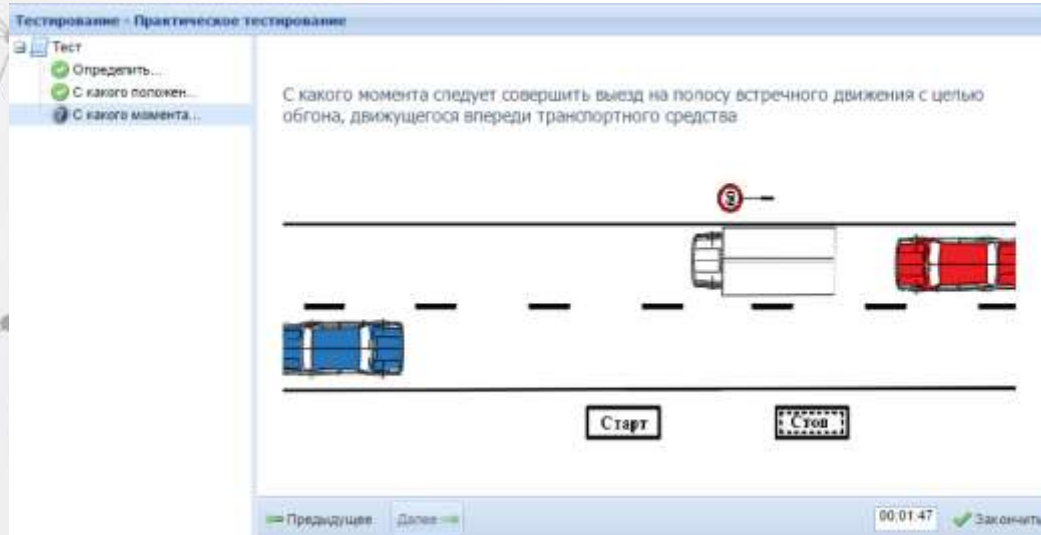 Тестирование - Практическое тестирование
Тест
Определить...
С какого положен...
С какого момента...
С какого момента следует совершить выезд на полосу встречного движения с целью
обгона, движущегося впереди транспортного средства
Старт
Стоп
Предыдущее
Далее
00:01:47
Закончить